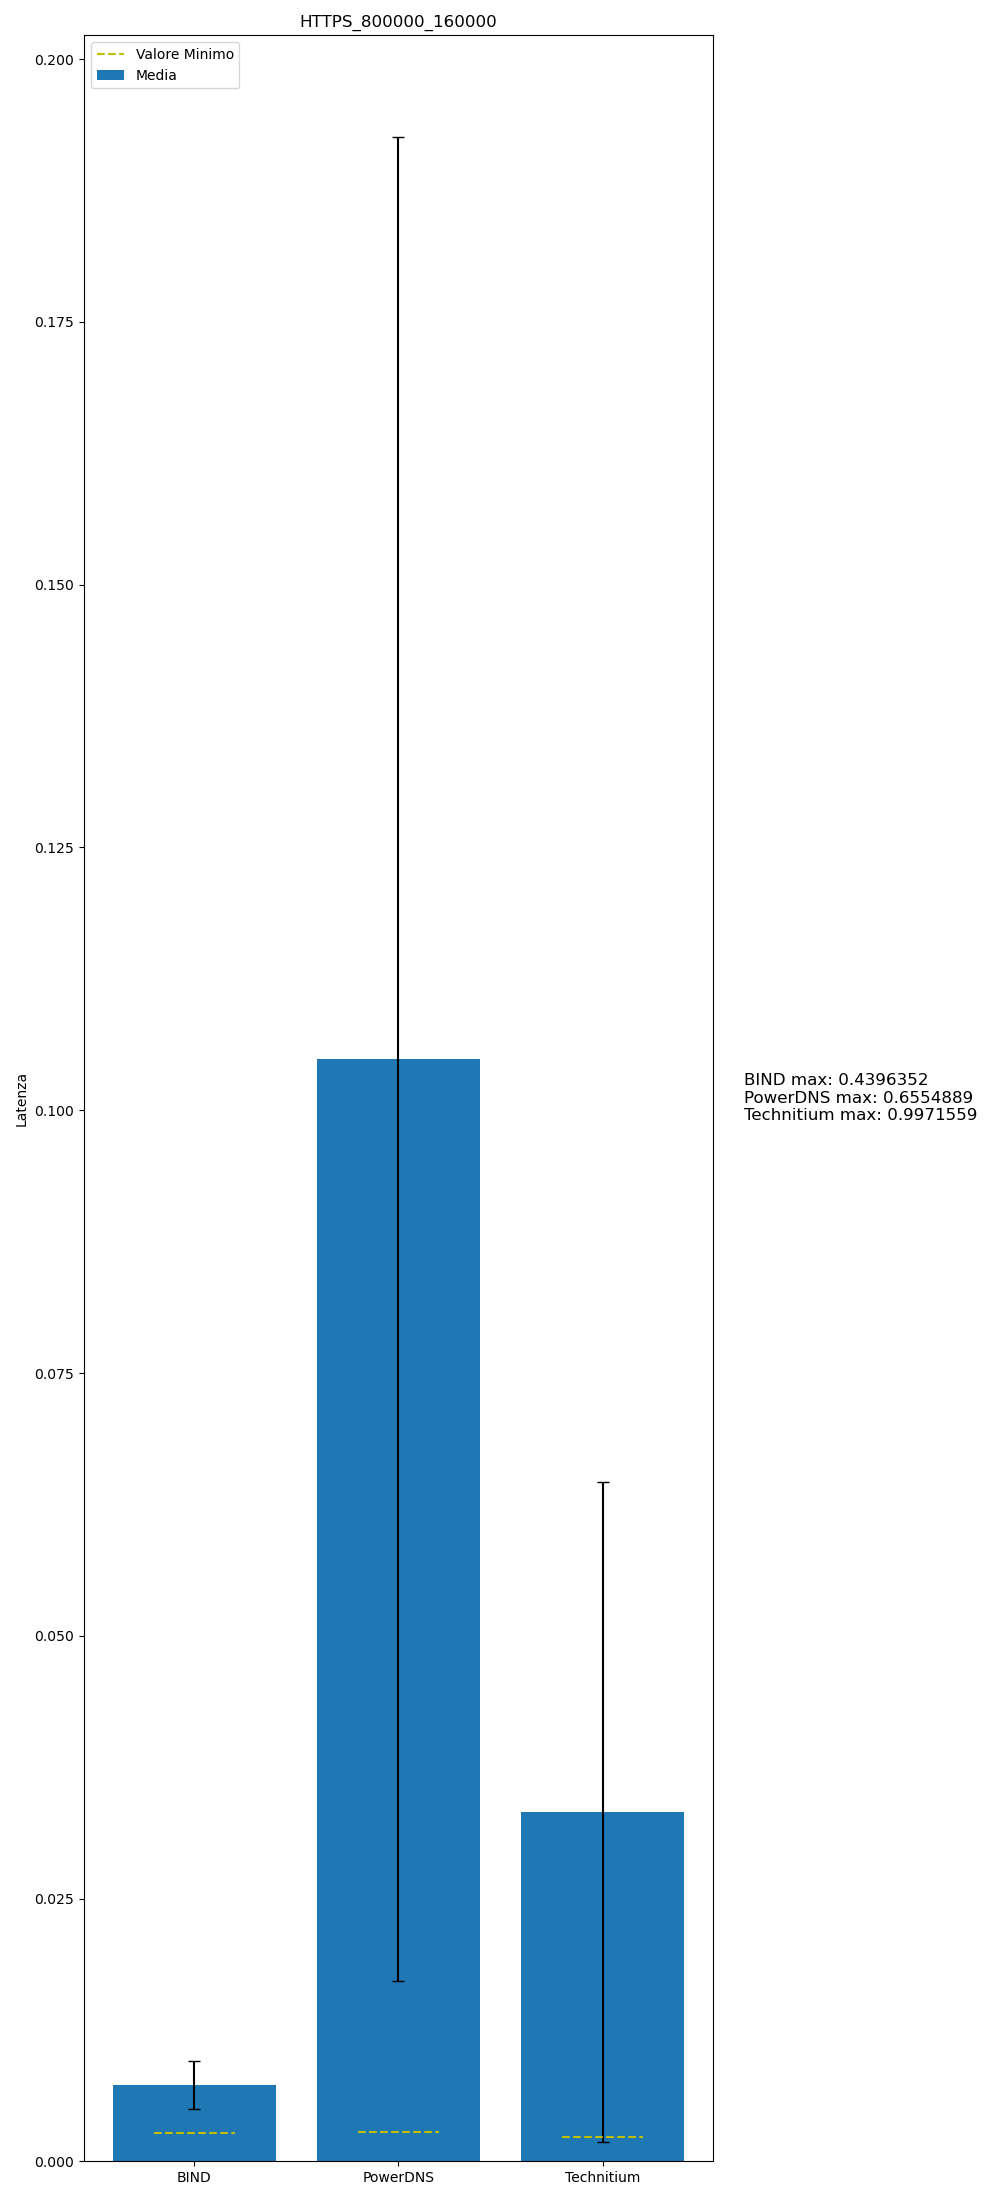 HTTPS_800000_160000
Valore Minimo
Media
0.200
0.175
0.150
0.125
0.100
0.075
0.050
0.025
0.000
Latenza
BIND
PowerDNS
Technitium
BIND max: 0.4396352
PowerDNS max: 0.6554889
Technitium max: 0.9971559